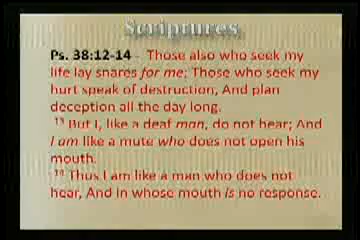 Scriptures
Ps. 38:12-14 - Those also who seek my
life lay snares for me; Those who seek my
hurt speak of destruction, And plan
deception all the day long.
13 But I, like a deaf man, do not hear; And
I am like a mute who does not open his
mouth.
14 Thus I am like a man who does not
hear, And in whose mouth is no response.